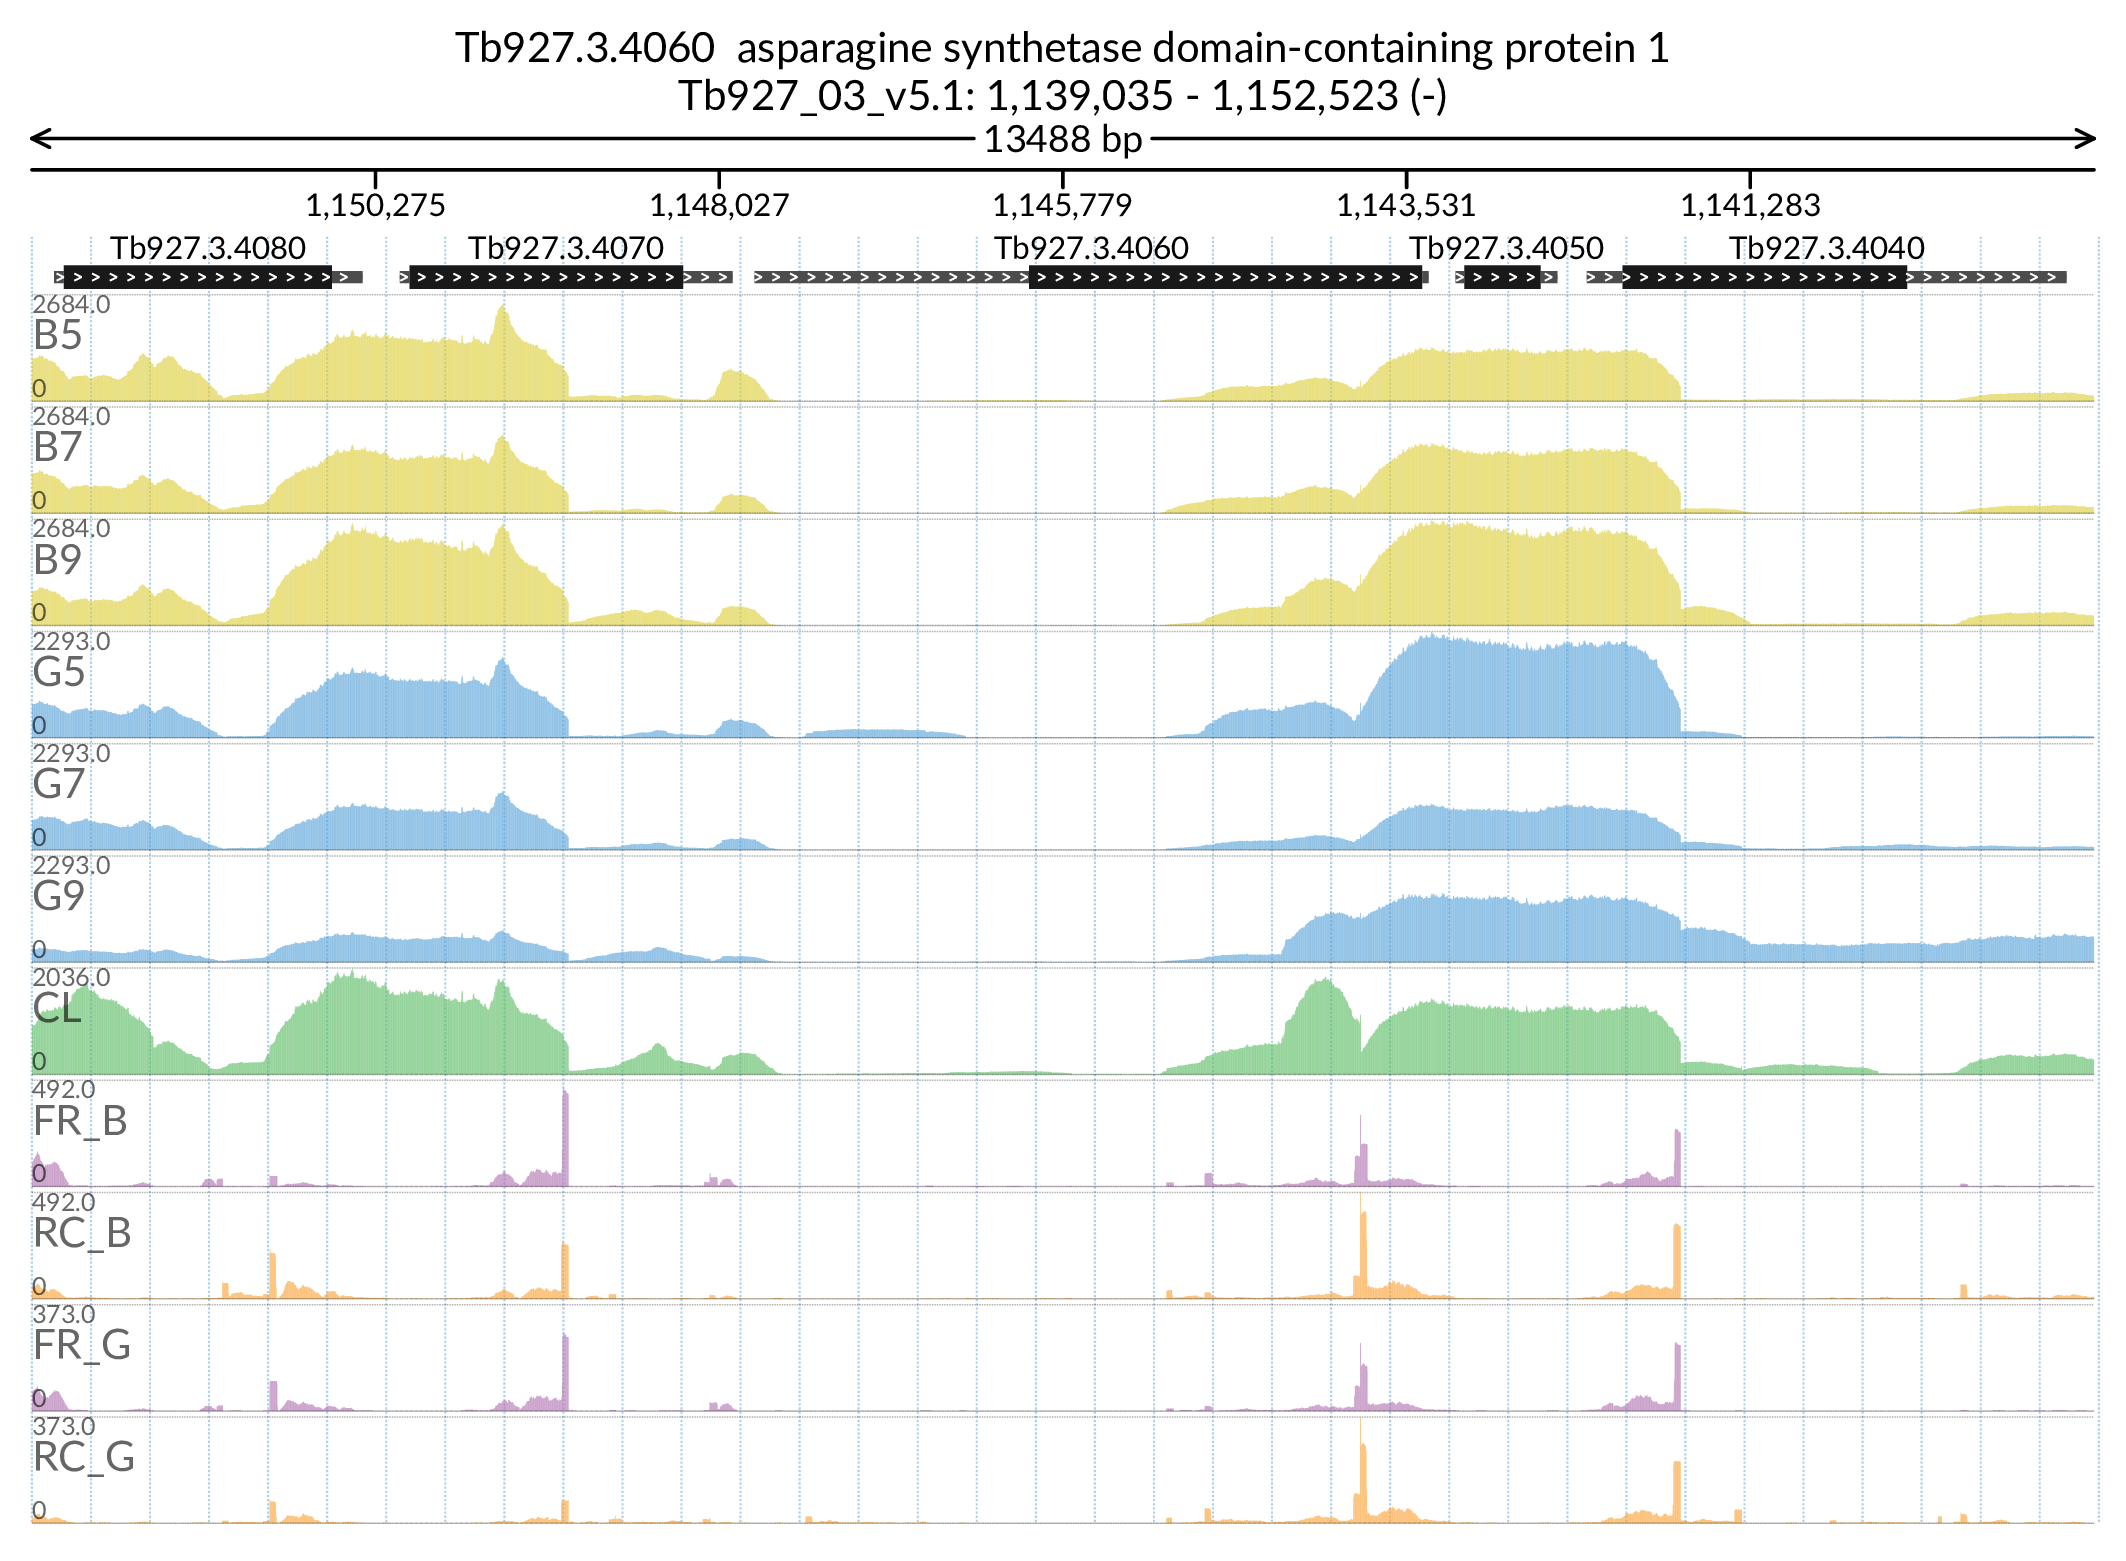 Tb927.3.4060 asparagine synthetase domain-containing protein 1
Tb927_03_v5.1: 1,139,035 - 1,152,523 (-)
13488 bp
1,150,275 1,148,027 1,145,779 1,143,531 1,141,283
Tb927.3.4080 Tb927.3.4070 Tb927.3.4060 Tb927.3.4050 Tb927.3.4040
2684.0
B5
0
2684.0
B7
0
2684.0
B9
0
2293.0
G5
0
2293.0
G7
0
2293.0
G9
0
2036.0
CL
0
492.0
FR_B
0
492.0
RC_B
0
373.0
FR_G
0
373.0
RC_G
0